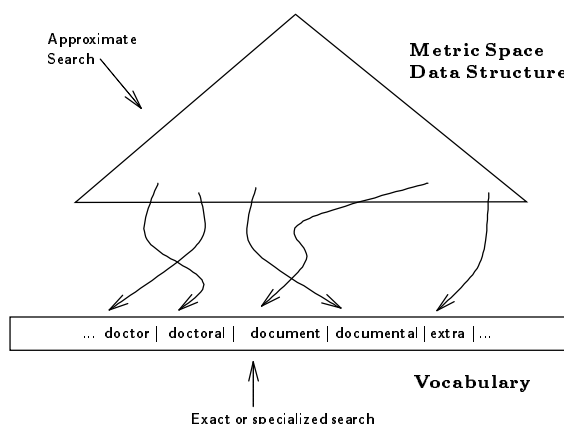 Approximate
Search
Metric Space
Data Structure
... doctor | doctoral | document | documental | extra | ...
Vocabulary
Exact or specialized search